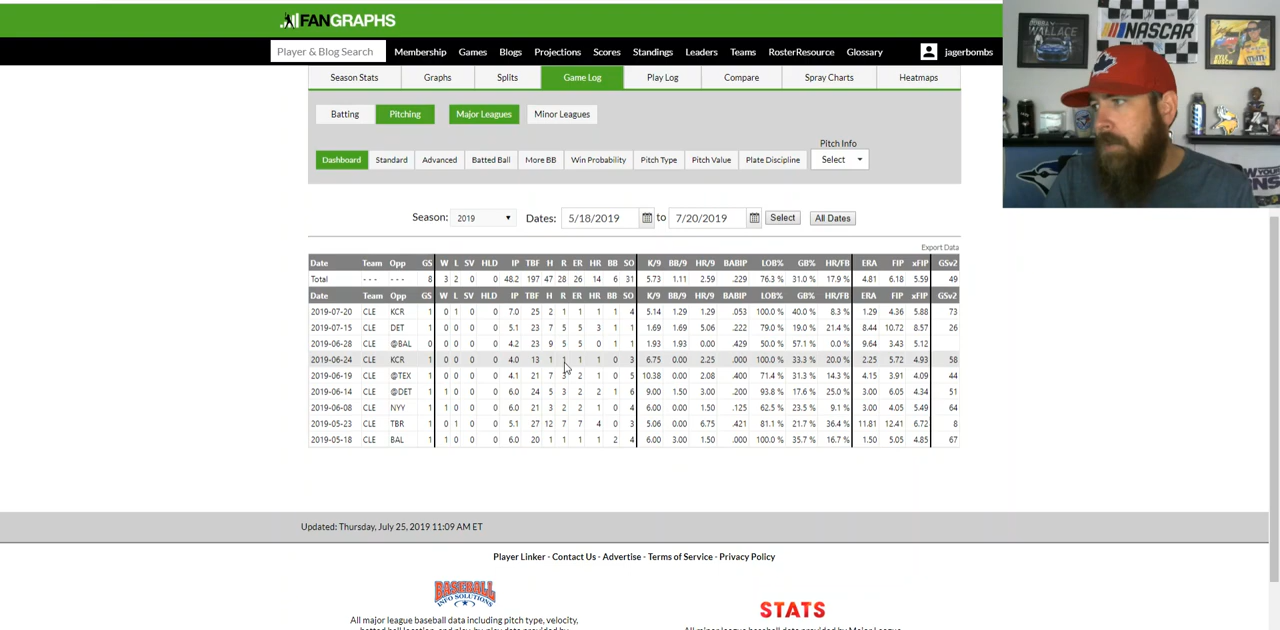 FANGRAPHS
Player & Blog Search Membership Games Blogs Projections Scores Standings Leaders Teams RosterResource Glossary jagerbombs
Season Stats Graphs Splits Game Log Play Log Compare Spray Charts Heatmaps
Batting Pitching Major Leagues Minor Leagues
Pitch Info
Dashboard Standard Advanced Batted Ball More BB Win Probability Pitch Type Pitch Value Plate Discipline Select
Season: 2019 Dates: 5/18/2019 to 7/20/2019 Select All Dates
Export Data
Date Team Opp GS W L SV HLD IP TBF H R ER HR BB SO K/9 BB/9 HR/9 BABIP LOB% GB% HR/FB ERA FIP xFIP GSv2
Total - - - - - - 8 3 2 0 0 48.2 197 47 28 26 14 6 31 5.73 1.11 2.59 .229 76.3 % 31.0 % 17.9 % 4.81 6.18 5.59 49
Date Team Opp GS W L SV HLD IP TBF H R ER HR BB SO K/9 BB/9 HR/9 BABIP LOB% GB% HR/FB ERA FIP xFIP GSv2
2019-07-20 CLE KCR 1 0 1 0 0 7.0 25 2 1 1 1 1 4 5.14 1.29 1.29 .053 100.0 % 40.0 % 8.3 % 1.29 4.36 5.88 73
2019-07-15 CLE DET 1 0 0 0 0 5.1 23 7 5 5 3 1 1 1.69 1.69 5.06 .222 79.0 % 19.0 % 21.4 % 8.44 10.72 8.57 26
2019-06-28 CLE @BAL 0 0 0 0 0 4.2 23 9 5 5 0 1 1 1.93 1.93 0.00 .429 50.0 % 57.1 % 0.0 % 9.64 3.43 5.12
2019-06-24 CLE KCR 1 0 0 0 0 4.0 13 1 1 1 1 0 3 6.75 0.00 2.25 .000 100.0 % 33.3 % 20.0 % 2.25 5.72 4.93 58
2019-06-19 CLE @TEX 1 0 0 0 0 4.1 21 7 3 2 1 0 5 10.38 0.00 2.08 .400 71.4 % 31.3 % 14.3 % 4.15 3.91 4.09 44
2019-06-14 CLE @DET 1 1 0 0 0 6.0 24 5 3 2 2 1 6 9.00 1.50 3.00 .200 93.8 % 17.6 % 25.0 % 3.00 6.05 4.34 51
2019-06-08 CLE NYY 1 1 0 0 0 6.0 21 3 2 2 1 0 4 6.00 0.00 1.50 .125 62.5 % 23.5 % 9.1 % 3.00 4.05 5.49 64
2019-05-23 CLE TBR 1 0 1 0 0 5.1 27 12 7 7 4 0 3 5.06 0.00 6.75 .421 81.1 % 21.7 % 36.4 % 11.81 12.41 6.72 8
2019-05-18 CLE BAL 1 1 0 0 0 6.0 20 1 1 1 1 2 4 6.00 3.00 1.50 .000 100.0 % 35.7 % 16.7 % 1.50 5.05 4.85 67
Updated: Thursday, July 25, 2019 11:09 AM ET
Player Linker - Contact Us - Advertise - Terms of Service - Privacy Policy
BASEBALL
INFO SOLUTIONS
STATS
All major league baseball data including pitch type, velocity,
NASCAR
WALLACE